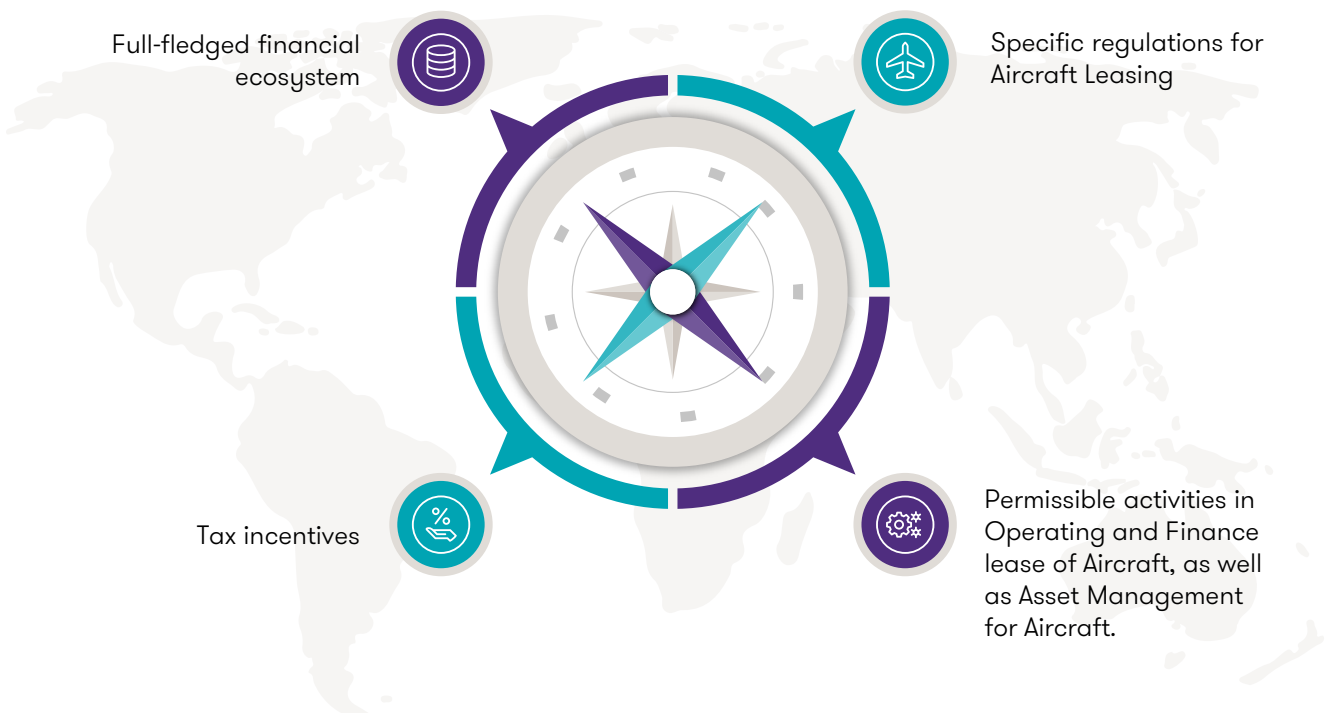 Full-fledged financial
ecosystem
Specific regulations for
Aircraft Leasing
Tax incentives
Permissible activities in
Operating and Finance
lease of Aircraft, as well
as Asset Management
for Aircraft.